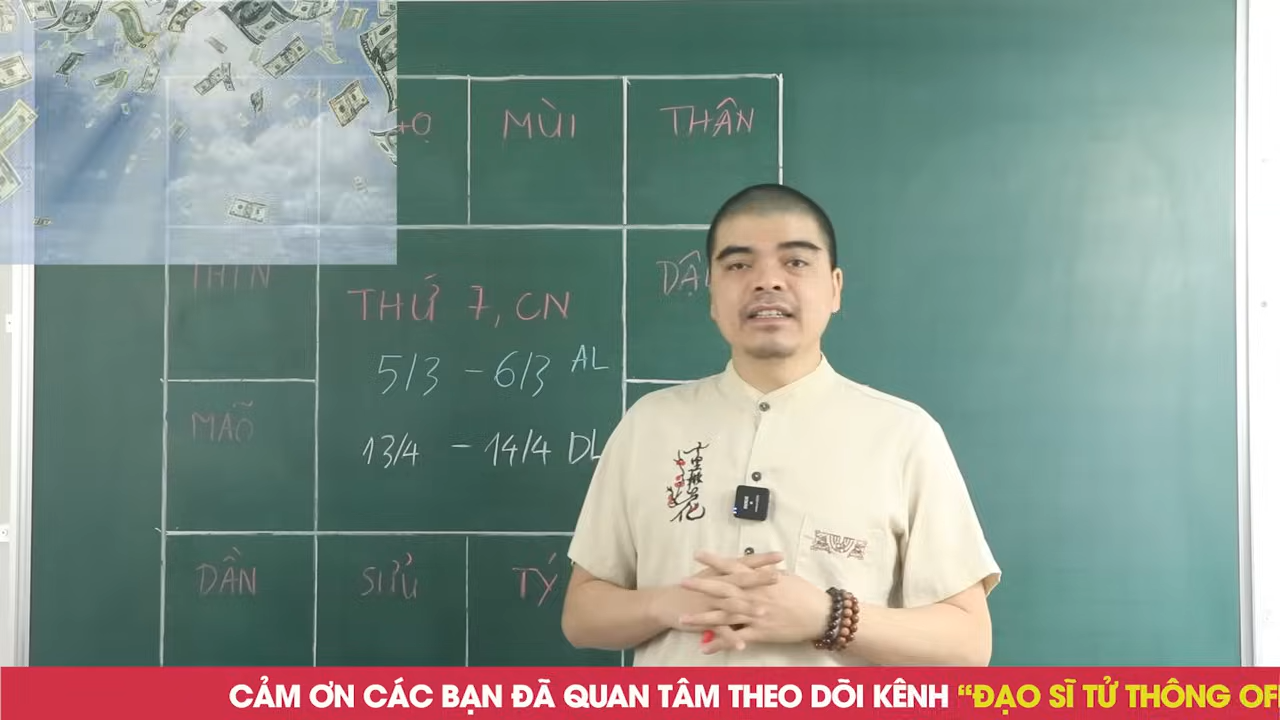 MÙI
THÂN
THÌN
THỨ 7, CN
5/3 - 6/3 AL
MÃO
13/4 - 14/4 DL
DẦN
SỬU
TÝ
CẢM ƠN CÁC BẠN ĐÃ QUAN TÂM THEO DÕI KÊNH “ĐẠO SĨ TỬ THÔNG OF